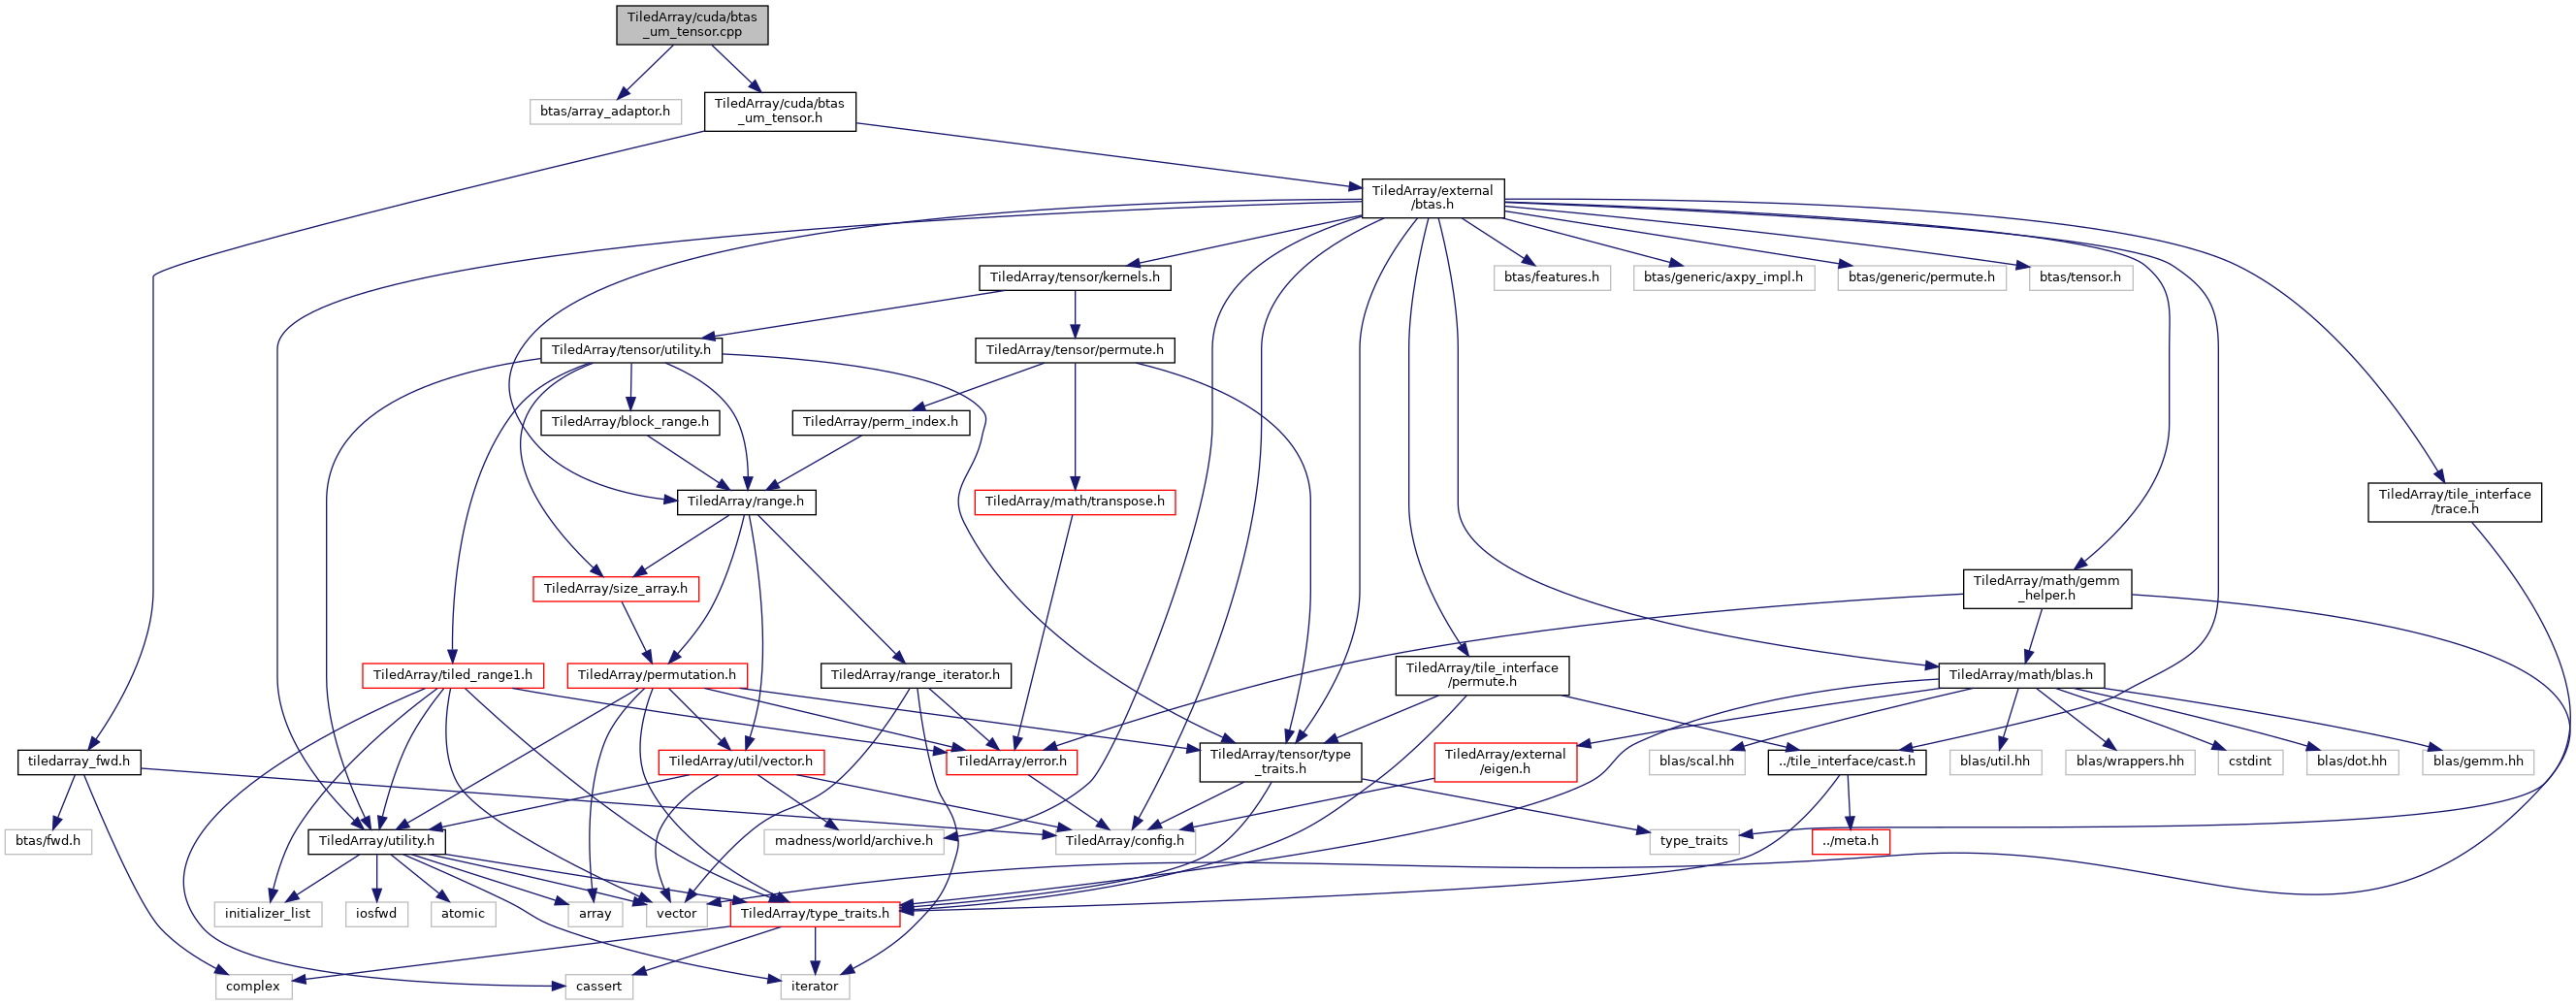 TiledArray/cuda/btas
_um_tensor.cpp
btas/array_adaptor.h
TiledArray/cuda/btas
_um_tensor.h
TiledArray/external
/btas.h
TiledArray/tensor/kernels.h
btas/features.h
btas/generic/axpy_impl.h
btas/generic/permute.h
btas/tensor.h
TiledArray/tensor/utility.h
TiledArray/tensor/permute.h
TiledArray/block_range.h
TiledArray/perm_index.h
TiledArray/range.h
TiledArray/math/transpose.h
TiledArray/tile_interface
/trace.h
TiledArray/size_array.h
TiledArray/math/gemm
_helper.h
TiledArray/tiled_range1.h
TiledArray/permutation.h
TiledArray/range_iterator.h
TiledArray/tile_interface
/permute.h
TiledArray/math/blas.h
tiledarray_fwd.h
TiledArray/util/vector.h
TiledArray/error.h
TiledArray/tensor/type
_traits.h
TiledArray/external
/eigen.h
blas/scal.hh
../tile_interface/cast.h
blas/util.hh
blas/wrappers.hh
cstdint
blas/dot.hh
blas/gemm.hh
btas/fwd.h
TiledArray/utility.h
madness/world/archive.h
TiledArray/config.h
type_traits
../meta.h
initializer_list
iosfwd
atomic
array
vector
TiledArray/type_traits.h
complex
cassert
iterator